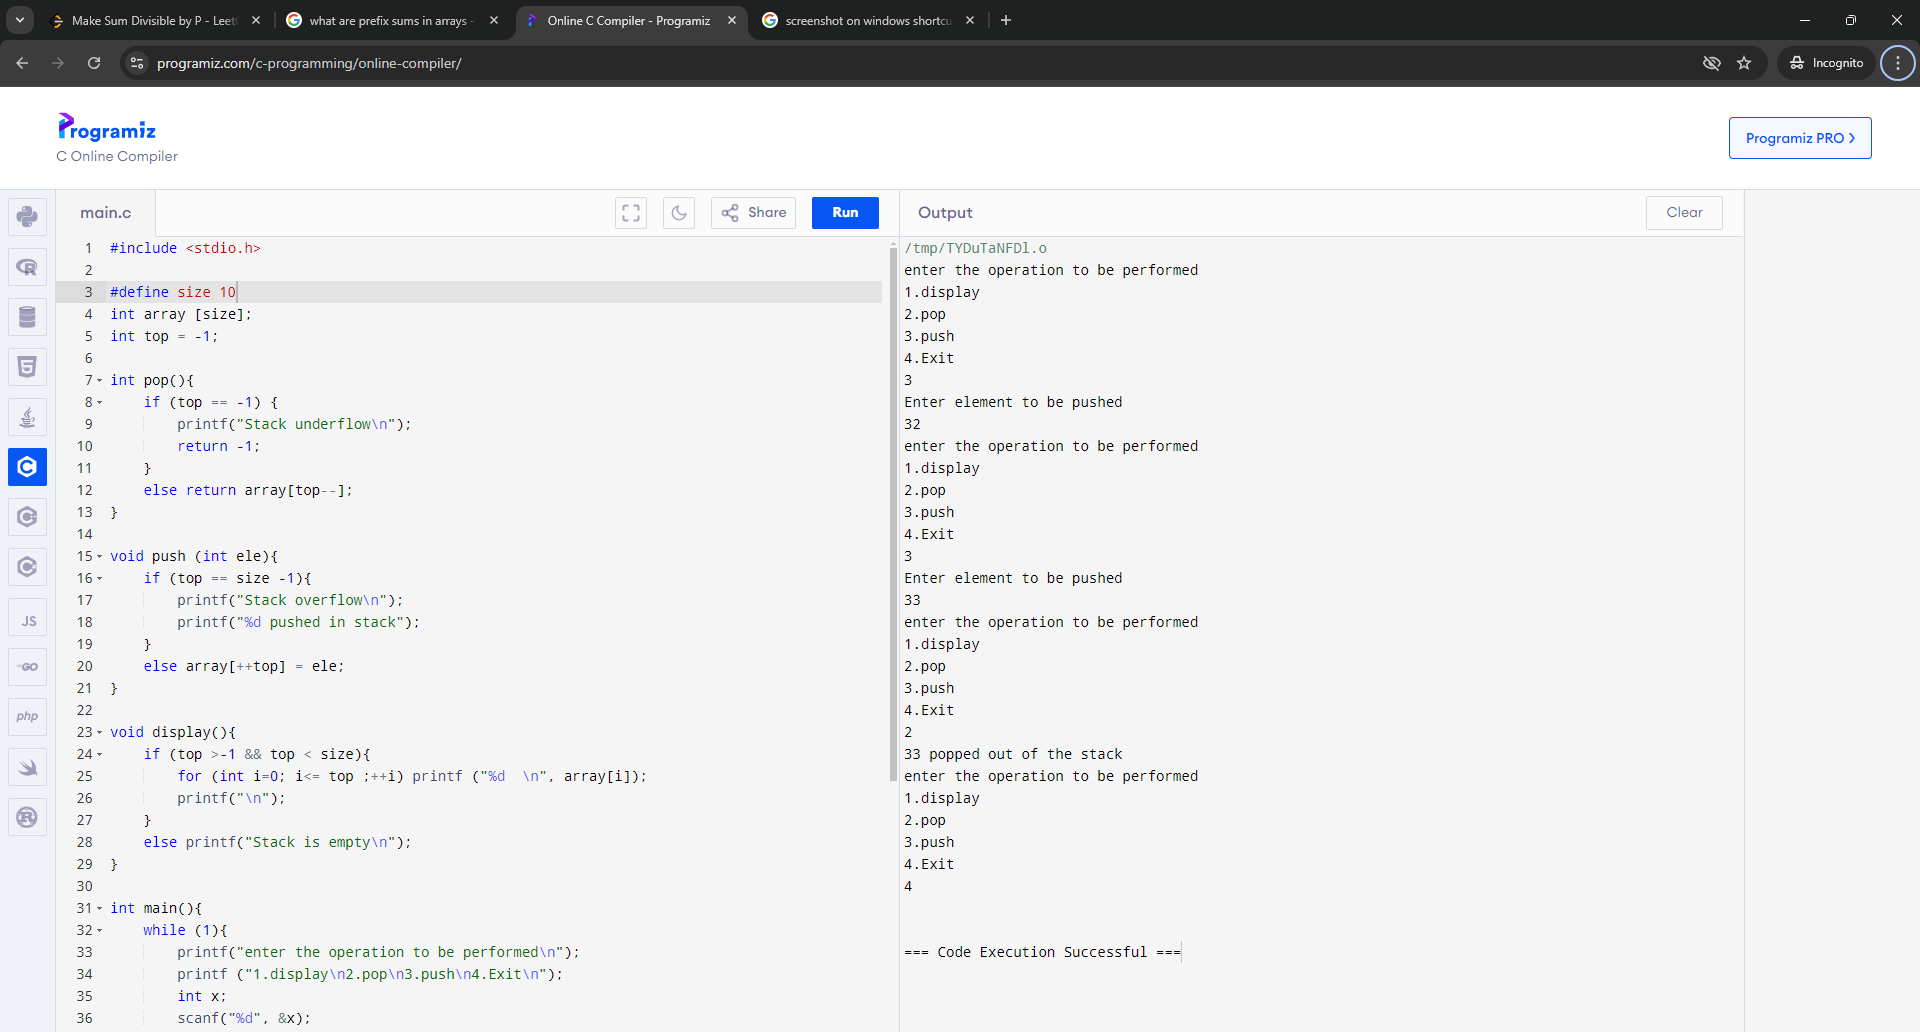 Make Sum Divisible by P - Leet
what are prefix sums in arrays -
Online C Compiler - Programiz
screenshot on windows shortcu
programiz.com/c-programming/online-compiler/
Incognito
Programiz
C Online Compiler
Programiz PRO
main.c
Share
Run
1 #include <stdio.h>
2
3 #define size 10
4 int array [size];
5 int top = -1;
6
7 int pop(){
8 if (top == -1) {
9 printf("Stack underflow\n");
10 return -1;
11 }
12 else return array[top--];
13 }
14
15 void push (int ele){
16 if (top == size -1){
17 printf("Stack overflow\n");
18 printf("%d pushed in stack");
19 }
20 else array[++top] = ele;
21 }
22
23 void display(){
24 if (top >-1 && top < size){
25 for (int i=0; i<= top ;++i) printf ("%d  \n", array[i]);
26 printf("\n");
27 }
28 else printf("Stack is empty\n");
29 }
30
31 int main(){
32 while (1){
33 printf("enter the operation to be performed\n");
34 printf ("1.display\n2.pop\n3.push\n4.Exit\n");
35 int x;
36 scanf("%d", &x);
JS
GO
php
Output
Clear
/tmp/TYDuTaNFDl.o
enter the operation to be performed
1.display
2.pop
3.push
4.Exit
3
Enter element to be pushed
32
enter the operation to be performed
1.display
2.pop
3.push
4.Exit
3
Enter element to be pushed
33
enter the operation to be performed
1.display
2.pop
3.push
4.Exit
2
33 popped out of the stack
enter the operation to be performed
1.display
2.pop
3.push
4.Exit
4
=== Code Execution Successful ===